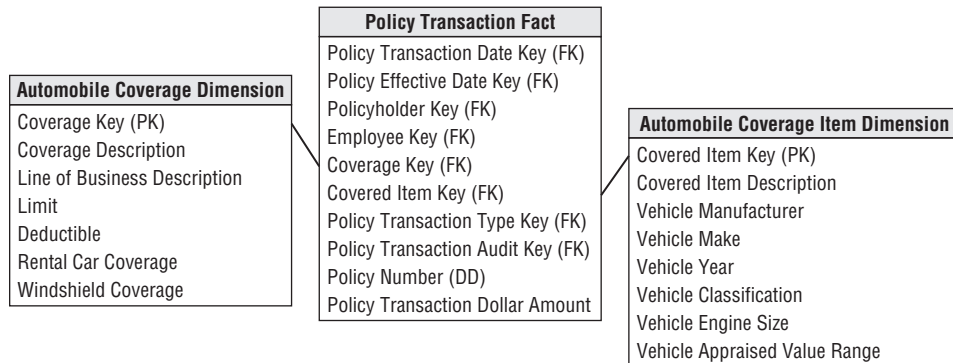 Policy Transaction Fact
Policy Transaction Date Key (FK)
Policy Effective Date Key (FK)
Policyholder Key (FK)
Employee Key (FK)
Coverage Key (FK)
Covered Item Key (FK)
Policy Transaction Type Key (FK)
Policy Transaction Audit Key (FK)
Policy Number (DD)
Policy Transaction Dollar Amount
Automobile Coverage Dimension
Coverage Key (PK)
Coverage Description
Line of Business Description
Limit
Deductible
Rental Car Coverage
Windshield Coverage
Automobile Coverage Item Dimension
Covered Item Key (PK)
Covered Item Description
Vehicle Manufacturer
Vehicle Make
Vehicle Year
Vehicle Classification
Vehicle Engine Size
Vehicle Appraised Value Range